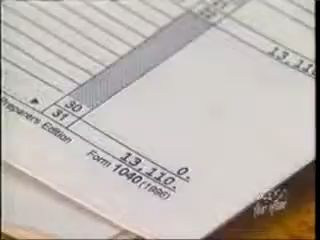 13,110
30
0.
31
13,110.
Preparers Edition
Form 1040 (1996)